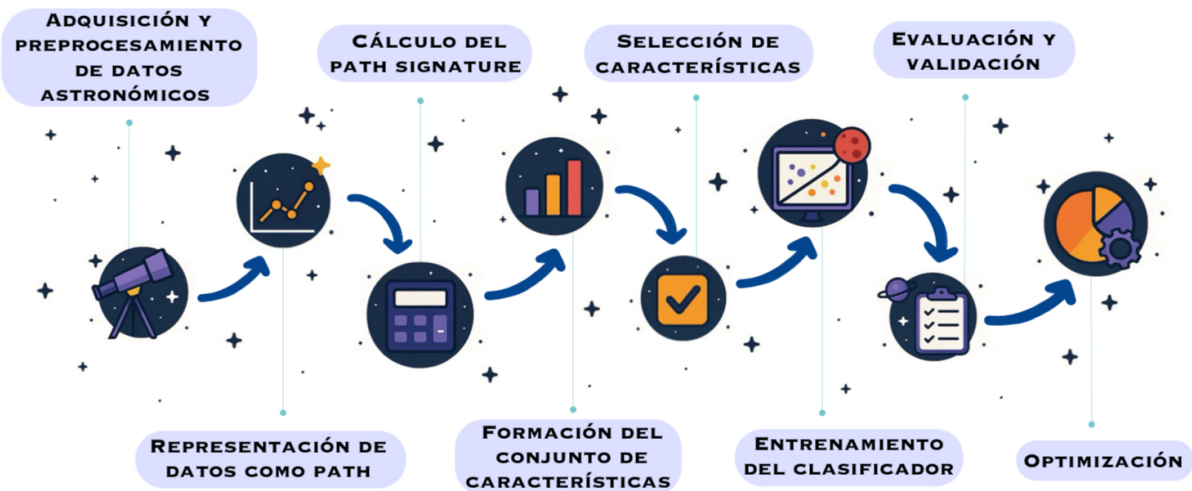 ADQUISICIÓN Y
PREPROCESAMIENTO
DE DATOS
ASTRONÓMICOS
REPRESENTACIÓN DE
DATOS COMO PATH
CÁLCULO DEL
PATH SIGNATURE
FORMACIÓN DEL
CONJUNTO DE
CARACTERÍSTICAS
SELECCIÓN DE
CARACTERÍSTICAS
ENTRENAMIENTO
DEL CLASIFICADOR
EVALUACIÓN Y
VALIDACIÓN
OPTIMIZACIÓN